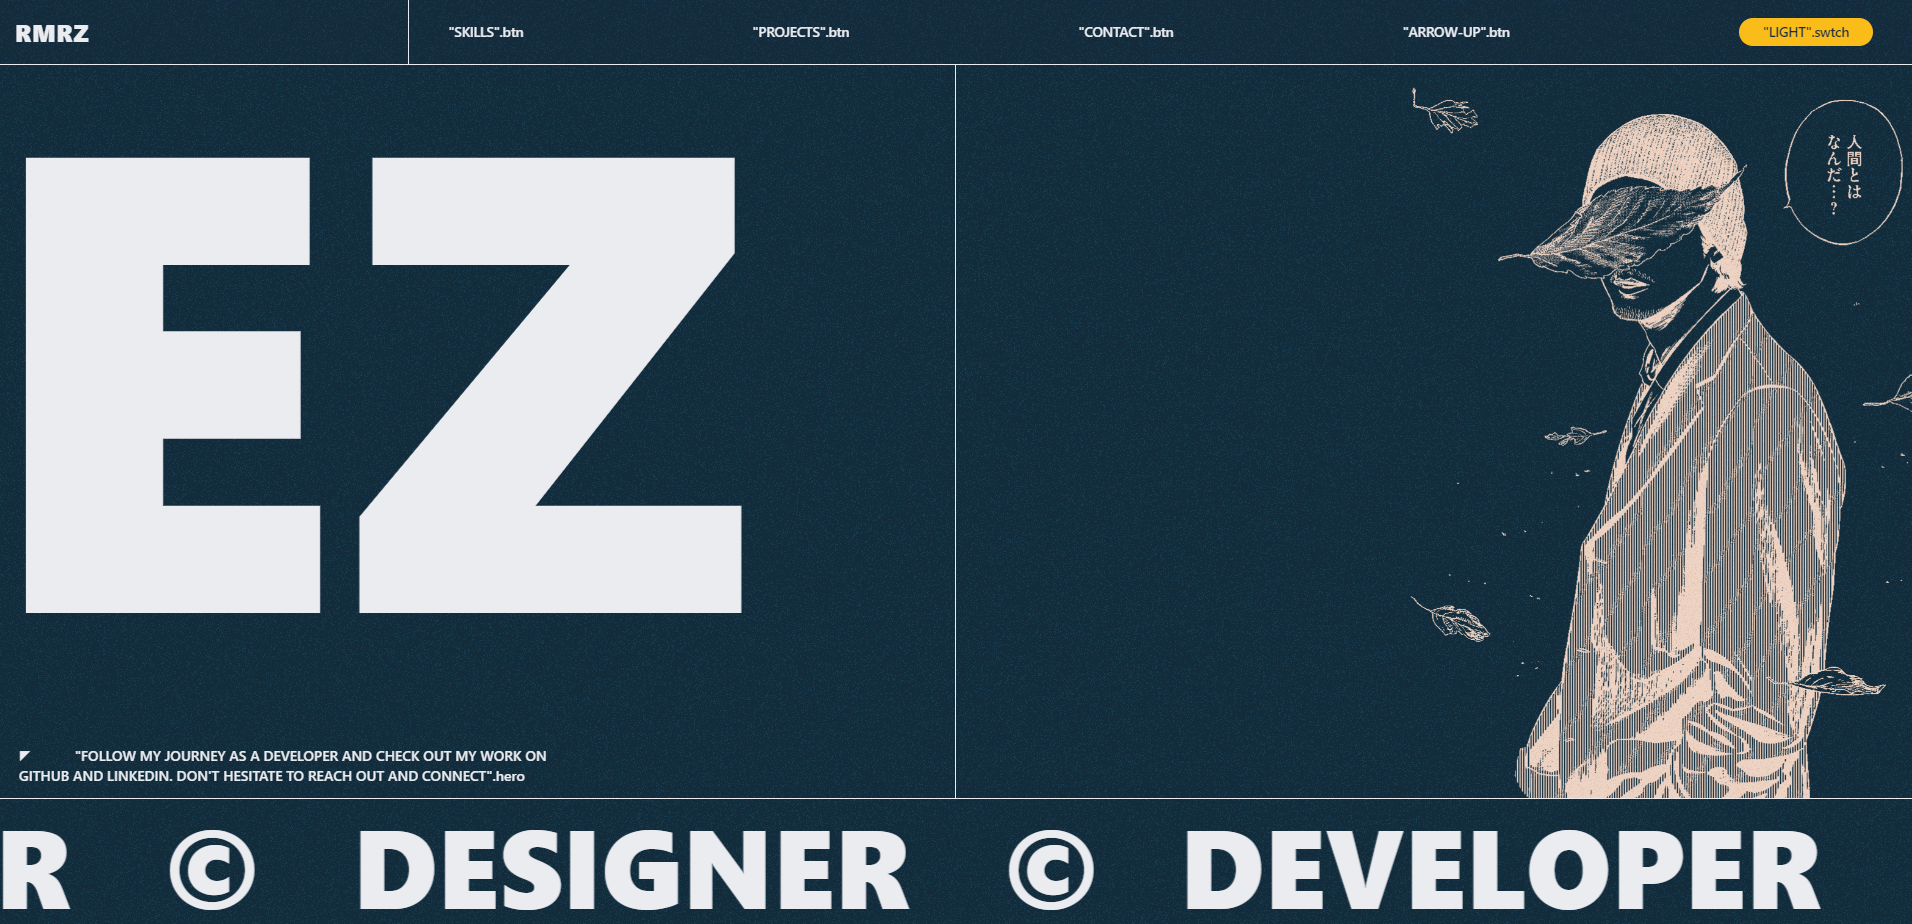 RMRZ
"SKILLS".btn
"PROJECTS".btn
"CONTACT".btn
"ARROW-UP".btn
"LIGHT".swtch
EZ
人間とは
なんだ…?
"FOLLOW MY JOURNEY AS A DEVELOPER AND CHECK OUT MY WORK ON
GITHUB AND LINKEDIN. DON'T HESITATE TO REACH OUT AND CONNECT".hero
R © DESIGNER © DEVELOPER